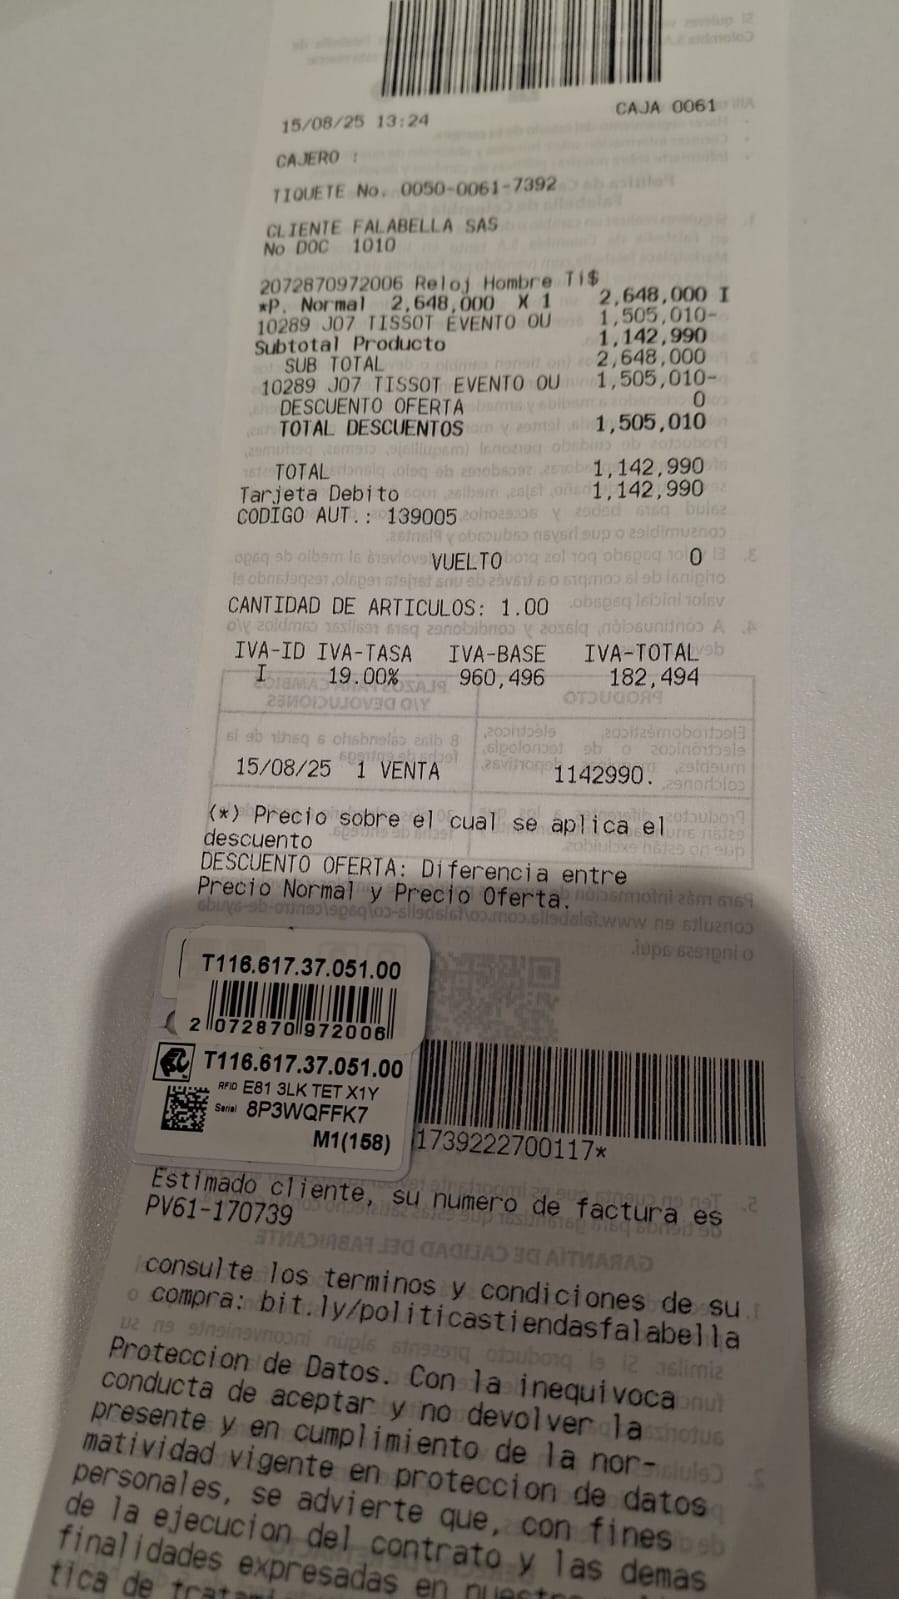 15/08/25 13:24 CAJA 0061
CAJERO :
TIQUETE No. 0050-0061-7392
CLIENTE FALABELLA SAS
No DOC 1010
2072870972006 Reloj Hombre Ti$
*P. Normal 2,648,000 X 1 2,648,000 I
10289 J07 TISSOT EVENTO OU 1,505,010-
Subtotal Producto 1,142,990
SUB TOTAL 2,648,000
10289 J07 TISSOT EVENTO OU 1,505,010-
DESCUENTO OFERTA 0
TOTAL DESCUENTOS 1,505,010
TOTAL 1,142,990
Tarjeta Debito 1,142,990
CODIGO AUT.: 139005
VUELTO 0
CANTIDAD DE ARTICULOS: 1.00
IVA-ID IVA-TASA IVA-BASE IVA-TOTAL
I 19.00% 960,496 182,494
15/08/25 1 VENTA 1142990.
(*) Precio sobre el cual se aplica el
descuento
DESCUENTO OFERTA: Diferencia entre
Precio Normal y Precio Oferta.
T116.617.37.051.00
2 072870 972006
T116.617.37.051.00
RFID E81 3LK TET X1Y
Serial 8P3WQFFK7
M1(158)
1739222700117*
Estimado cliente, su numero de factura es
PV61-170739
consulte los terminos y condiciones de su
compra: bit.ly/politicastiendasfalabella
Proteccion de Datos. Con la inequivoca
conducta de aceptar y no devolver la
presente y en cumplimiento de la nor-
matividad vigente en proteccion de datos
personales, se advierte que, con fines
de la ejecucion del contrato y las demas
finalidades expresadas en
tica de